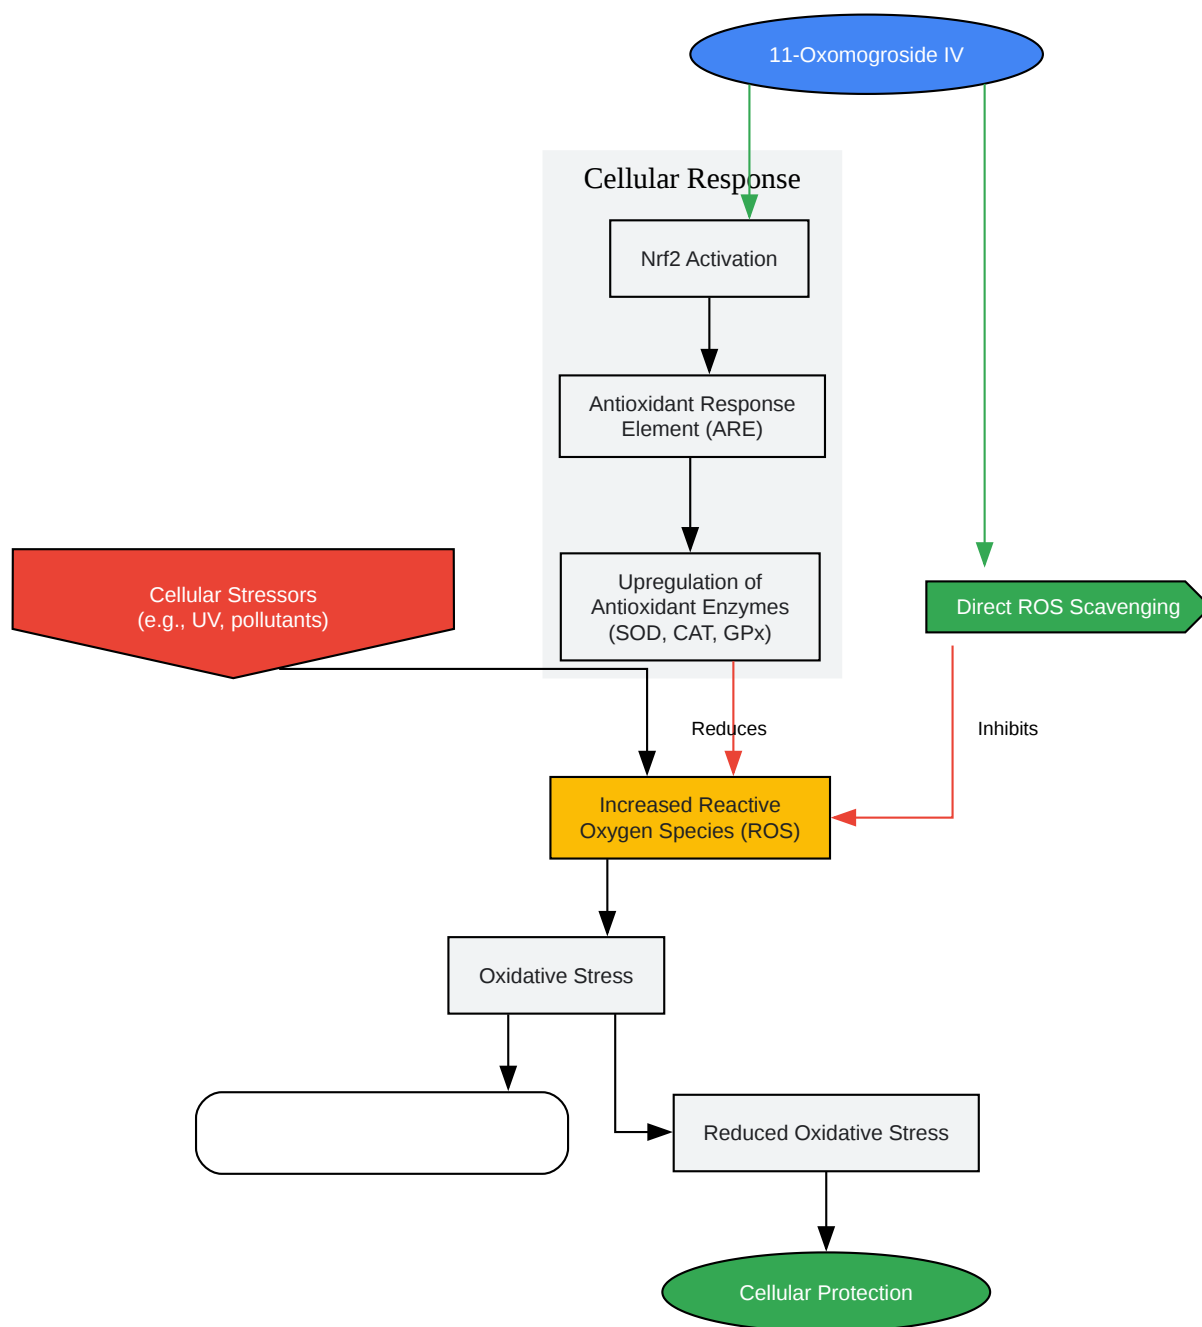 11-Oxomogroside IV
Cellular Response
Nrf2 Activation
Antioxidant Response
Element (ARE)
Upregulation of
Antioxidant Enzymes
(SOD, CAT, GPx)
Cellular Stressors
(e.g., UV, pollutants)
Direct ROS Scavenging
Reduces
Inhibits
Increased Reactive
Oxygen Species (ROS)
Oxidative Stress
Reduced Oxidative Stress
Cellular Protection